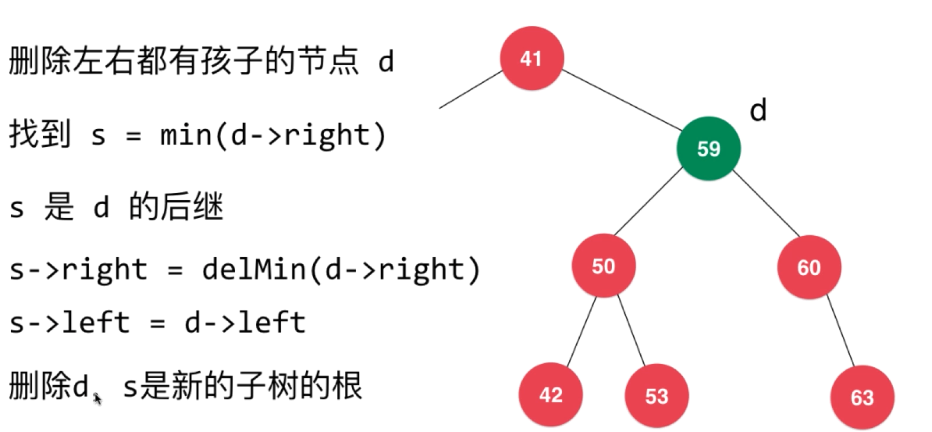 删除左右都有孩子的节点 d
找到 s = min(d->right)
s 是 d 的后继
s->right = delMin(d->right)
s->left = d->left
删除d，s是新的子树的根
41
d
59
50
60
42
53
63